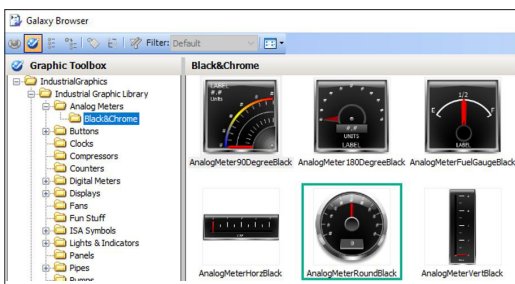 Galaxy Browser
Filter: Default
Graphic Toolbox
Black&Chrome
IndustrialGraphics
Industrial Graphic Library
Analog Meters
Black&Chrome
Buttons
Clocks
Compressors
Counters
Digital Meters
Displays
Fans
Fun Stuff
ISA Symbols
Lights & Indicators
Panels
Pipes
Pumps
LABEL
#.#
Units
#.#
UNITS
LABEL
1/2
E F
LABEL
AnalogMeter90DegreeBlack AnalogMeter180DegreeBlack AnalogMeterFuelGaugeBlack
0
AnalogMeterHorzBlack AnalogMeterRoundBlack AnalogMeterVertBlack